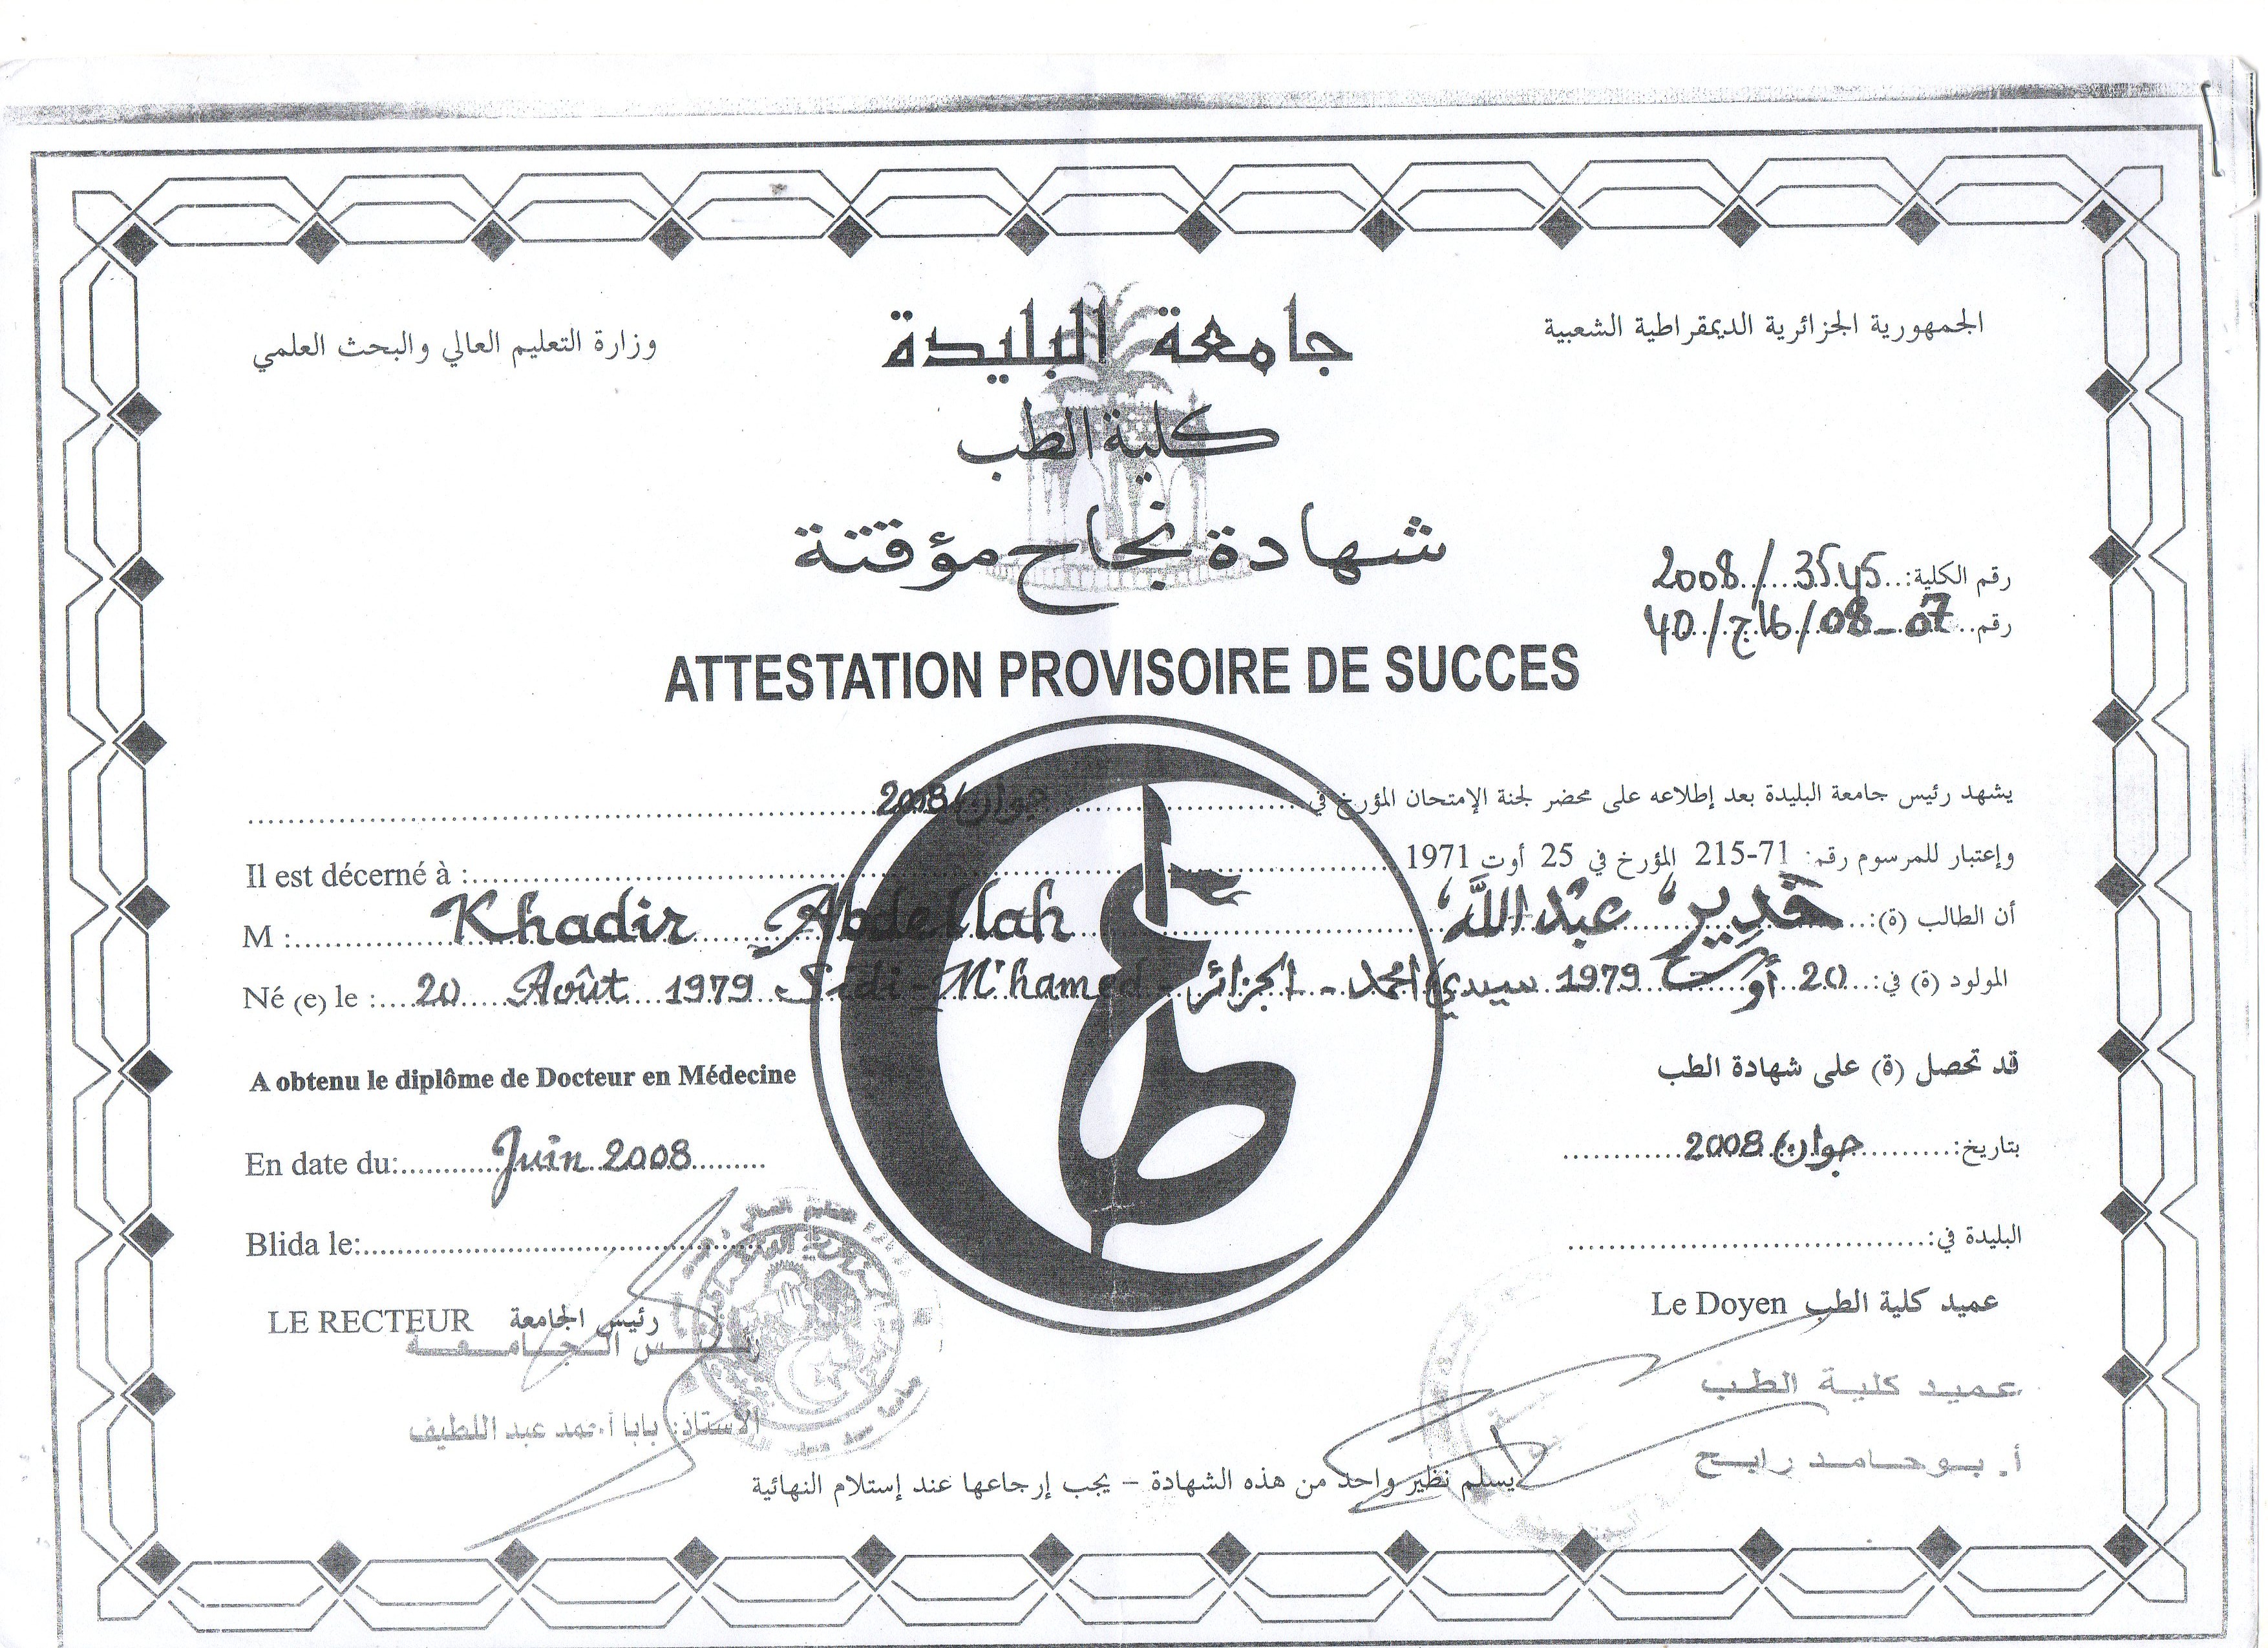 الجمهورية الجزائرية الديمقراطية الشعبية
وزارة التعليم العالي والبحث العلمي
جامعة البليدة
كلية الطب
شهادة نجاح مؤقتة
رقم الكلية: 3545 / 2008
رقم 07 - 08 / 16 ج / 40
ATTESTATION PROVISOIRE DE SUCCES
يشهد رئيس جامعة البليدة بعد إطلاعه على محضر لجنة الإمتحان المؤرخ في جوان 2008
وإعتبار للمرسوم رقم: 71-215 المؤرخ في 25 أوت 1971
Il est décerné à :
أن الطالب (ة): خدير عبد الله
M : Khadir Abdellah
المولود (ة) في: 20 أوت 1979 سيدي امحمد - الجزائر
Né (e) le : 20 Août 1979 Sidi - M'hamed -
قد تحصل (ة) على شهادة الطب
A obtenu le diplôme de Docteur en Médecine
بتاريخ: جوان 2008
En date du: Juin 2008
البليدة في:
Blida le:
عميد كلية الطب Le Doyen
LE RECTEUR رئيس الجامعة
رئيس الجامعة
عميد كلية الطب
الأستاذ: بابا أحمد عبد اللطيف
أ. بوحامد رابح
يسلم نظير واحد من هذه الشهادة – يجب إرجاعها عند إستلام النهائية